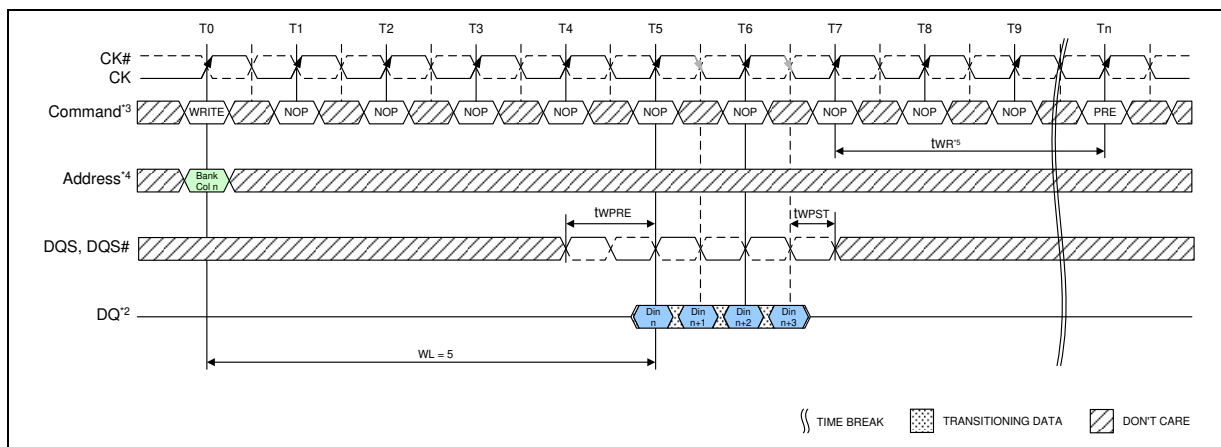 T0 T1 T2 T3 T4 T5 T6 T7 T8 T9 Tn
CK#
CK
Command*3 WRITE NOP NOP NOP NOP NOP NOP NOP NOP NOP PRE
tWR*5
Address*4 Bank Col n
tWPRE tWPST
DQS, DQS#
DQ*2 Din n Din n+1 Din n+2 Din n+3
WL = 5
TIME BREAK TRANSITIONING DATA DON'T CARE